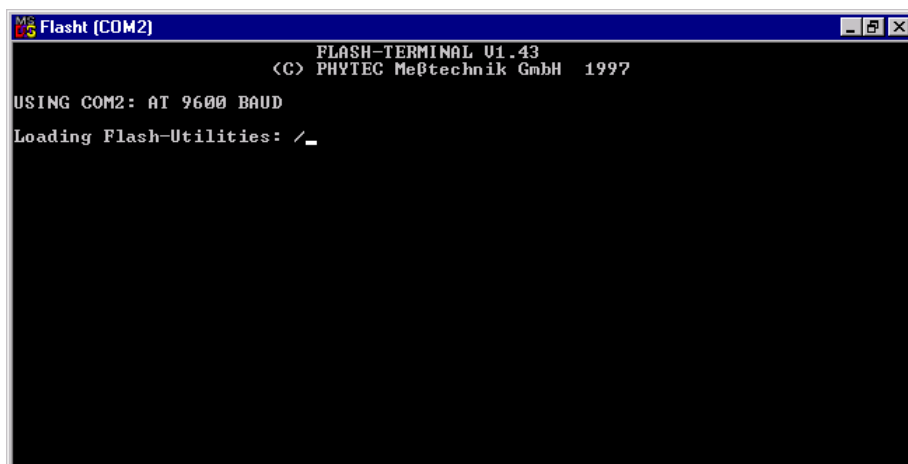 Flasht (COM2)
FLASH-TERMINAL V1.43
(C) PHYTEC Meßtechnik GmbH 1997
USING COM2: AT 9600 BAUD
Loading Flash-Utilities: /_